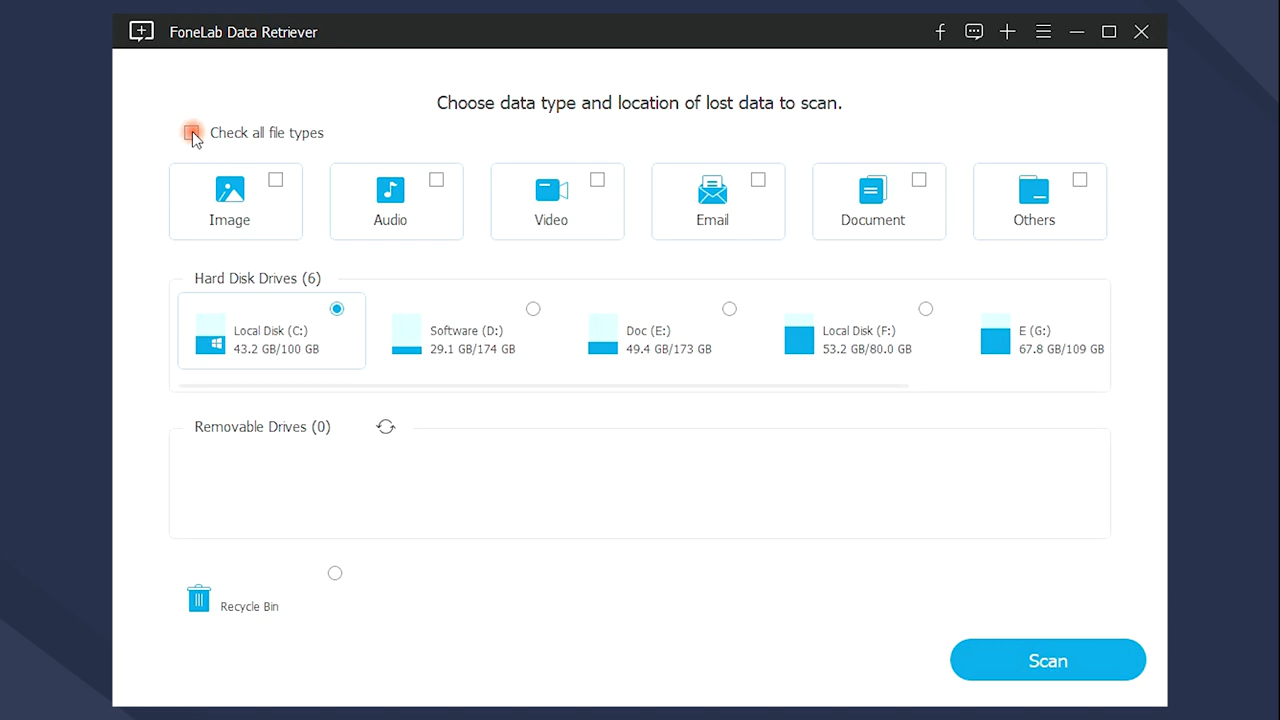 FoneLab Data Retriever
Choose data type and location of lost data to scan.
Check all file types
Image
Audio
Video
Email
Document
Others
Hard Disk Drives (6)
Local Disk (C:)
43.2 GB/100 GB
Software (D:)
29.1 GB/174 GB
Doc (E:)
49.4 GB/173 GB
Local Disk (F:)
53.2 GB/80.0 GB
E (G:)
67.8 GB/109 GB
Removable Drives (0)
Recycle Bin
Scan